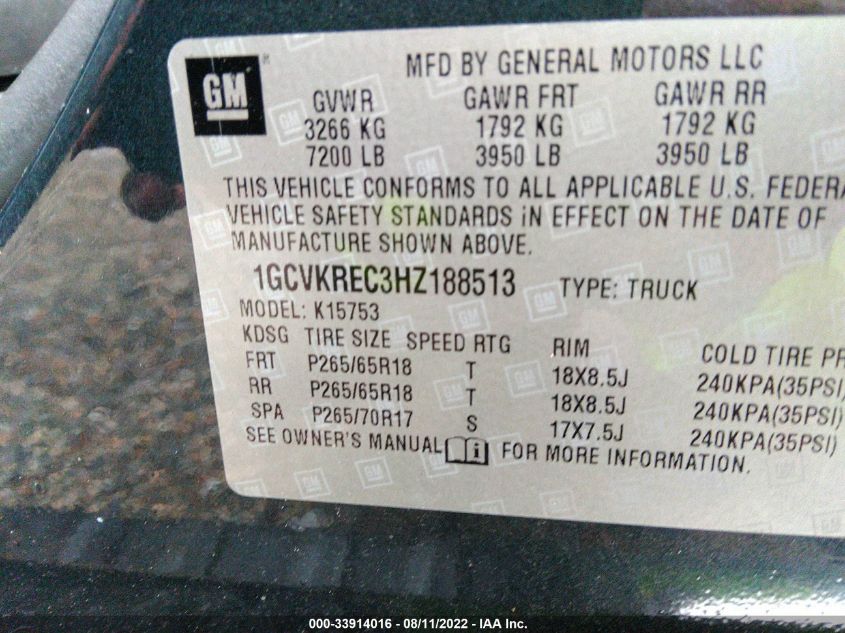 GM
MFD BY GENERAL MOTORS LLC
GVWR GAWR FRT GAWR RR
3266 KG 1792 KG 1792 KG
7200 LB 3950 LB 3950 LB
THIS VEHICLE CONFORMS TO ALL APPLICABLE U.S. FEDERA
VEHICLE SAFETY STANDARDS iN EFFECT ON THE DATE OF
MANUFACTURE SHOWN ABOVE.
1GCVKREC3HZ188513 TYPE: TRUCK
MODEL: K15753
KDSG TIRE SIZE SPEED RTG RIM COLD TIRE PR
FRT P265/65R18 T 18X8.5J 240KPA(35PSI)
RR P265/65R18 T 18X8.5J 240KPA(35PSI)
SPA P265/70R17 S 17X7.5J 240KPA(35PSI)
SEE OWNER'S MANUAL i FOR MORE INFORMATION.
000-33914016 - 08/11/2022 - IAA Inc.